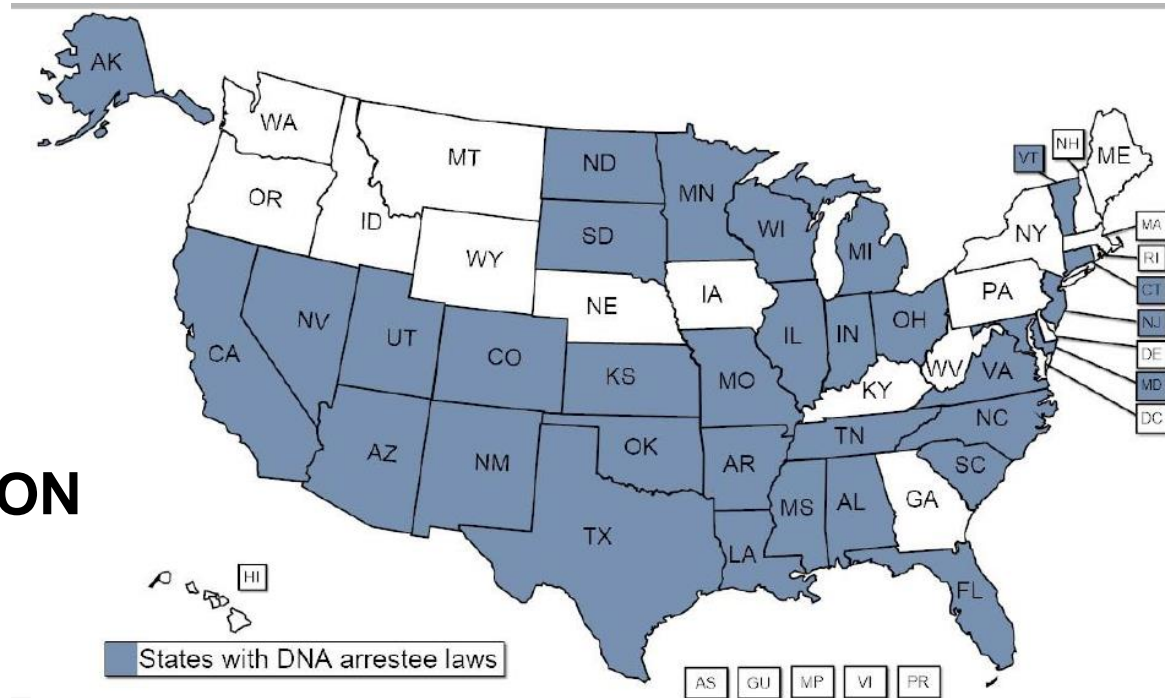 AK
WA
MT
ND
MN
VT
NH
ME
OR
ID
SD
WI
MI
NY
MA
WY
RI
NE
IA
PA
CT
NV
UT
CO
IL
IN
OH
NJ
CA
KS
MO
WV
VA
DE
KY
MD
AZ
NM
OK
AR
TN
NC
DC
SC
ON
TX
MS
AL
GA
LA
FL
HI
States with DNA arrestee laws
AS GU MP VI PR